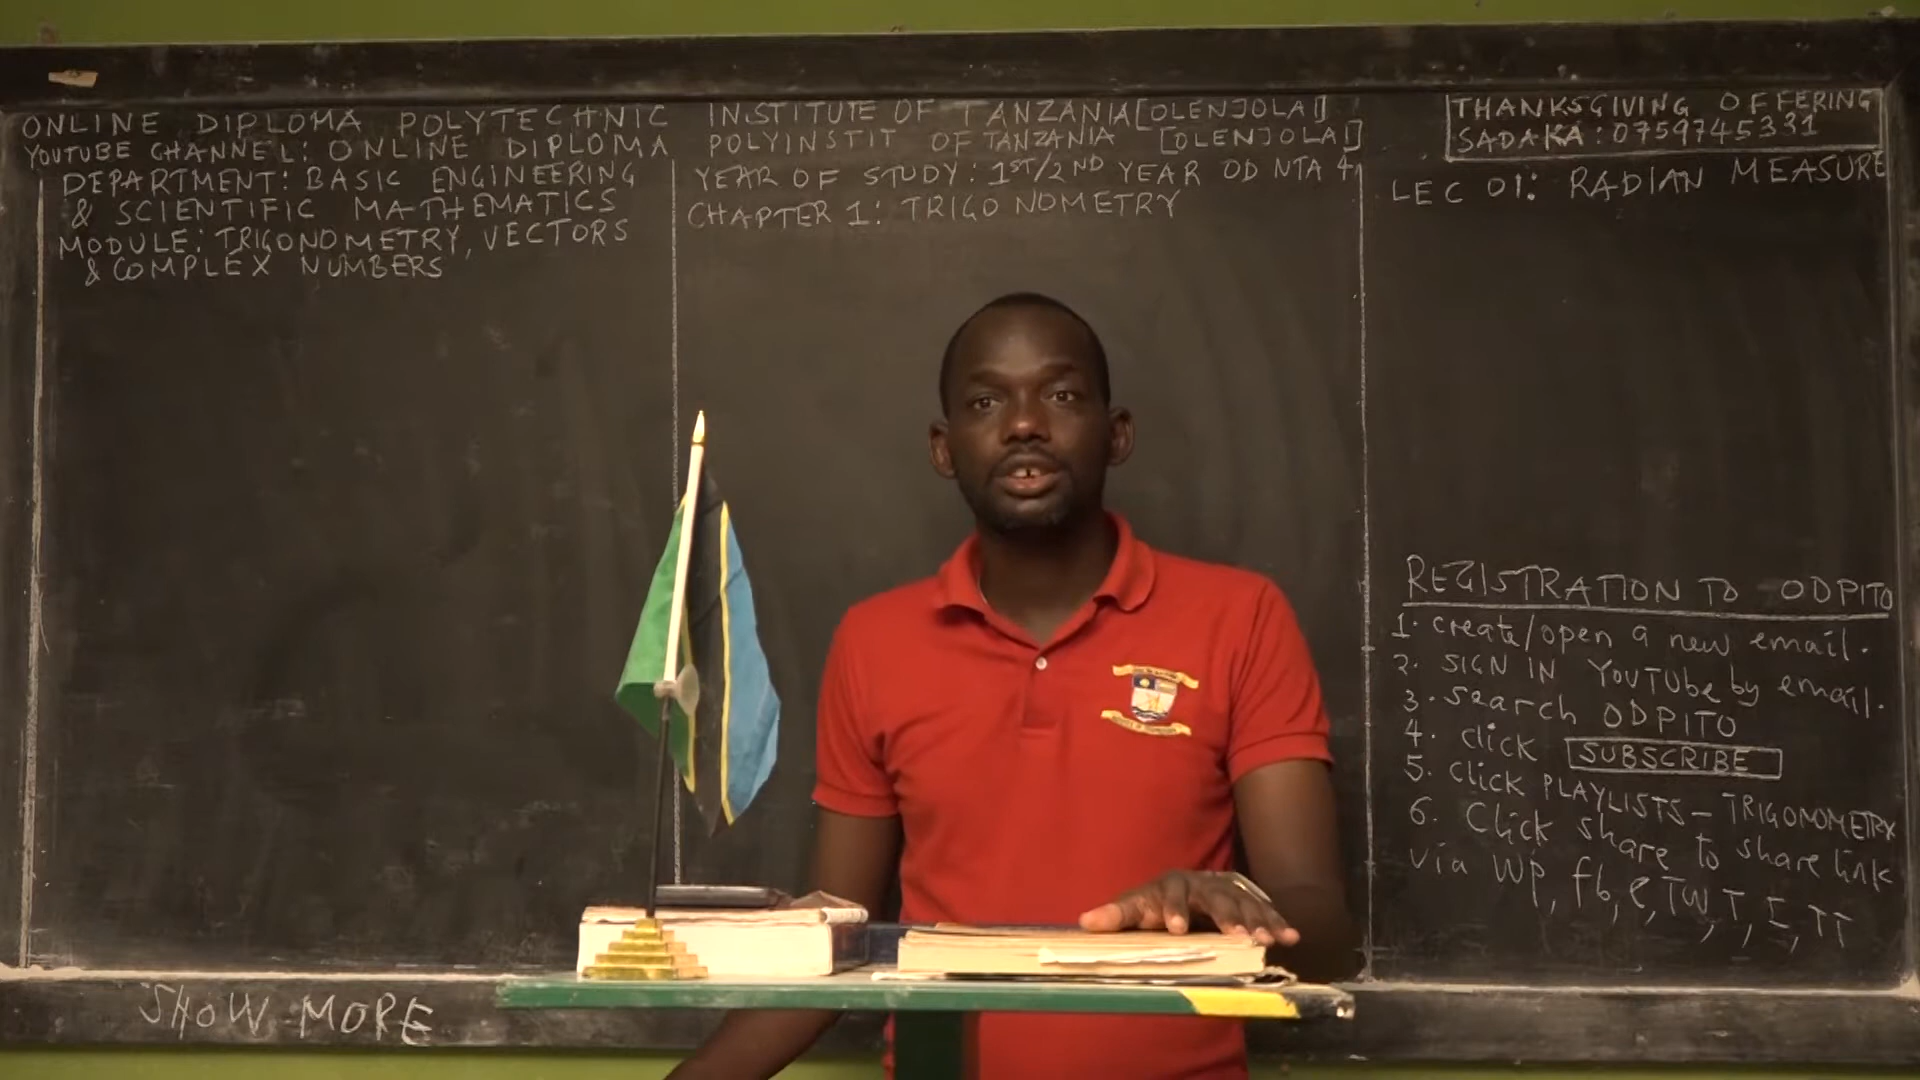 ONLINE DIPLOMA POLYTECHNIC INSTITUTE OF TANZANIA[OLENJOLAI]
YOUTUBE CHANNEL: ONLINE DIPLOMA POLYINSTIT OF TANZANIA [OLENJOLAI]
DEPARTMENT: BASIC ENGINEERING
& SCIENTIFIC MATHEMATICS
MODULE: TRIGONOMETRY, VECTORS
& COMPLEX NUMBERS
YEAR OF STUDY: 1ST/2ND YEAR OD NTA 4
CHAPTER 1: TRIGONOMETRY
THANKSGIVING OFFERING
SADAKA: 0759745331
LEC 01: RADIAN MEASURE
REGISTRATION TO ODPITO
1. create/open a new email.
2. SIGN IN YOUTUbe by email.
3. search ODPITO
4. click SUBSCRIBE
5. click PLAYLISTS - TRIGONOMETRY
6. Click share to share link
via Wp, fb, e, TW, T, I, TT
SHOW MORE